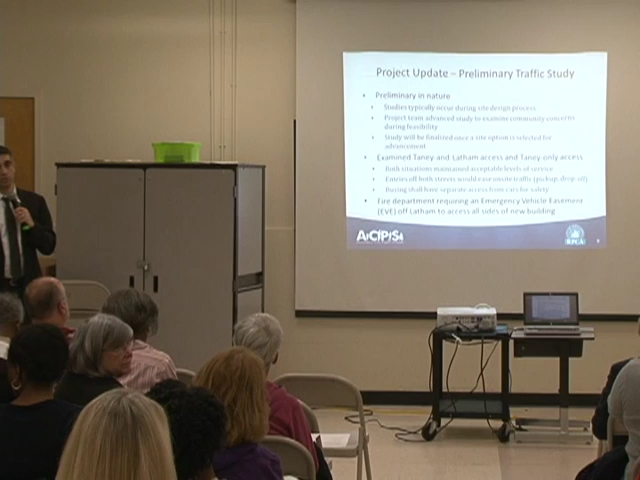 Project Update – Preliminary Traffic Study
• Preliminary in nature
• Studies typically occur during site design process
• Project team advanced study to examine community concerns
during feasibility
• Study will be finalized once a site option is selected for
advancement
• Examined Taney and Latham access and Taney only access
• Both situations maintained acceptable levels of service
• Entries off both streets would ease onsite traffic (pickup, drop off)
• Busing shall have separate access from cars for safety
• Fire department requiring an Emergency Vehicle Easement
(EVE) off Latham to access all sides of new building
ACPS
RPCA